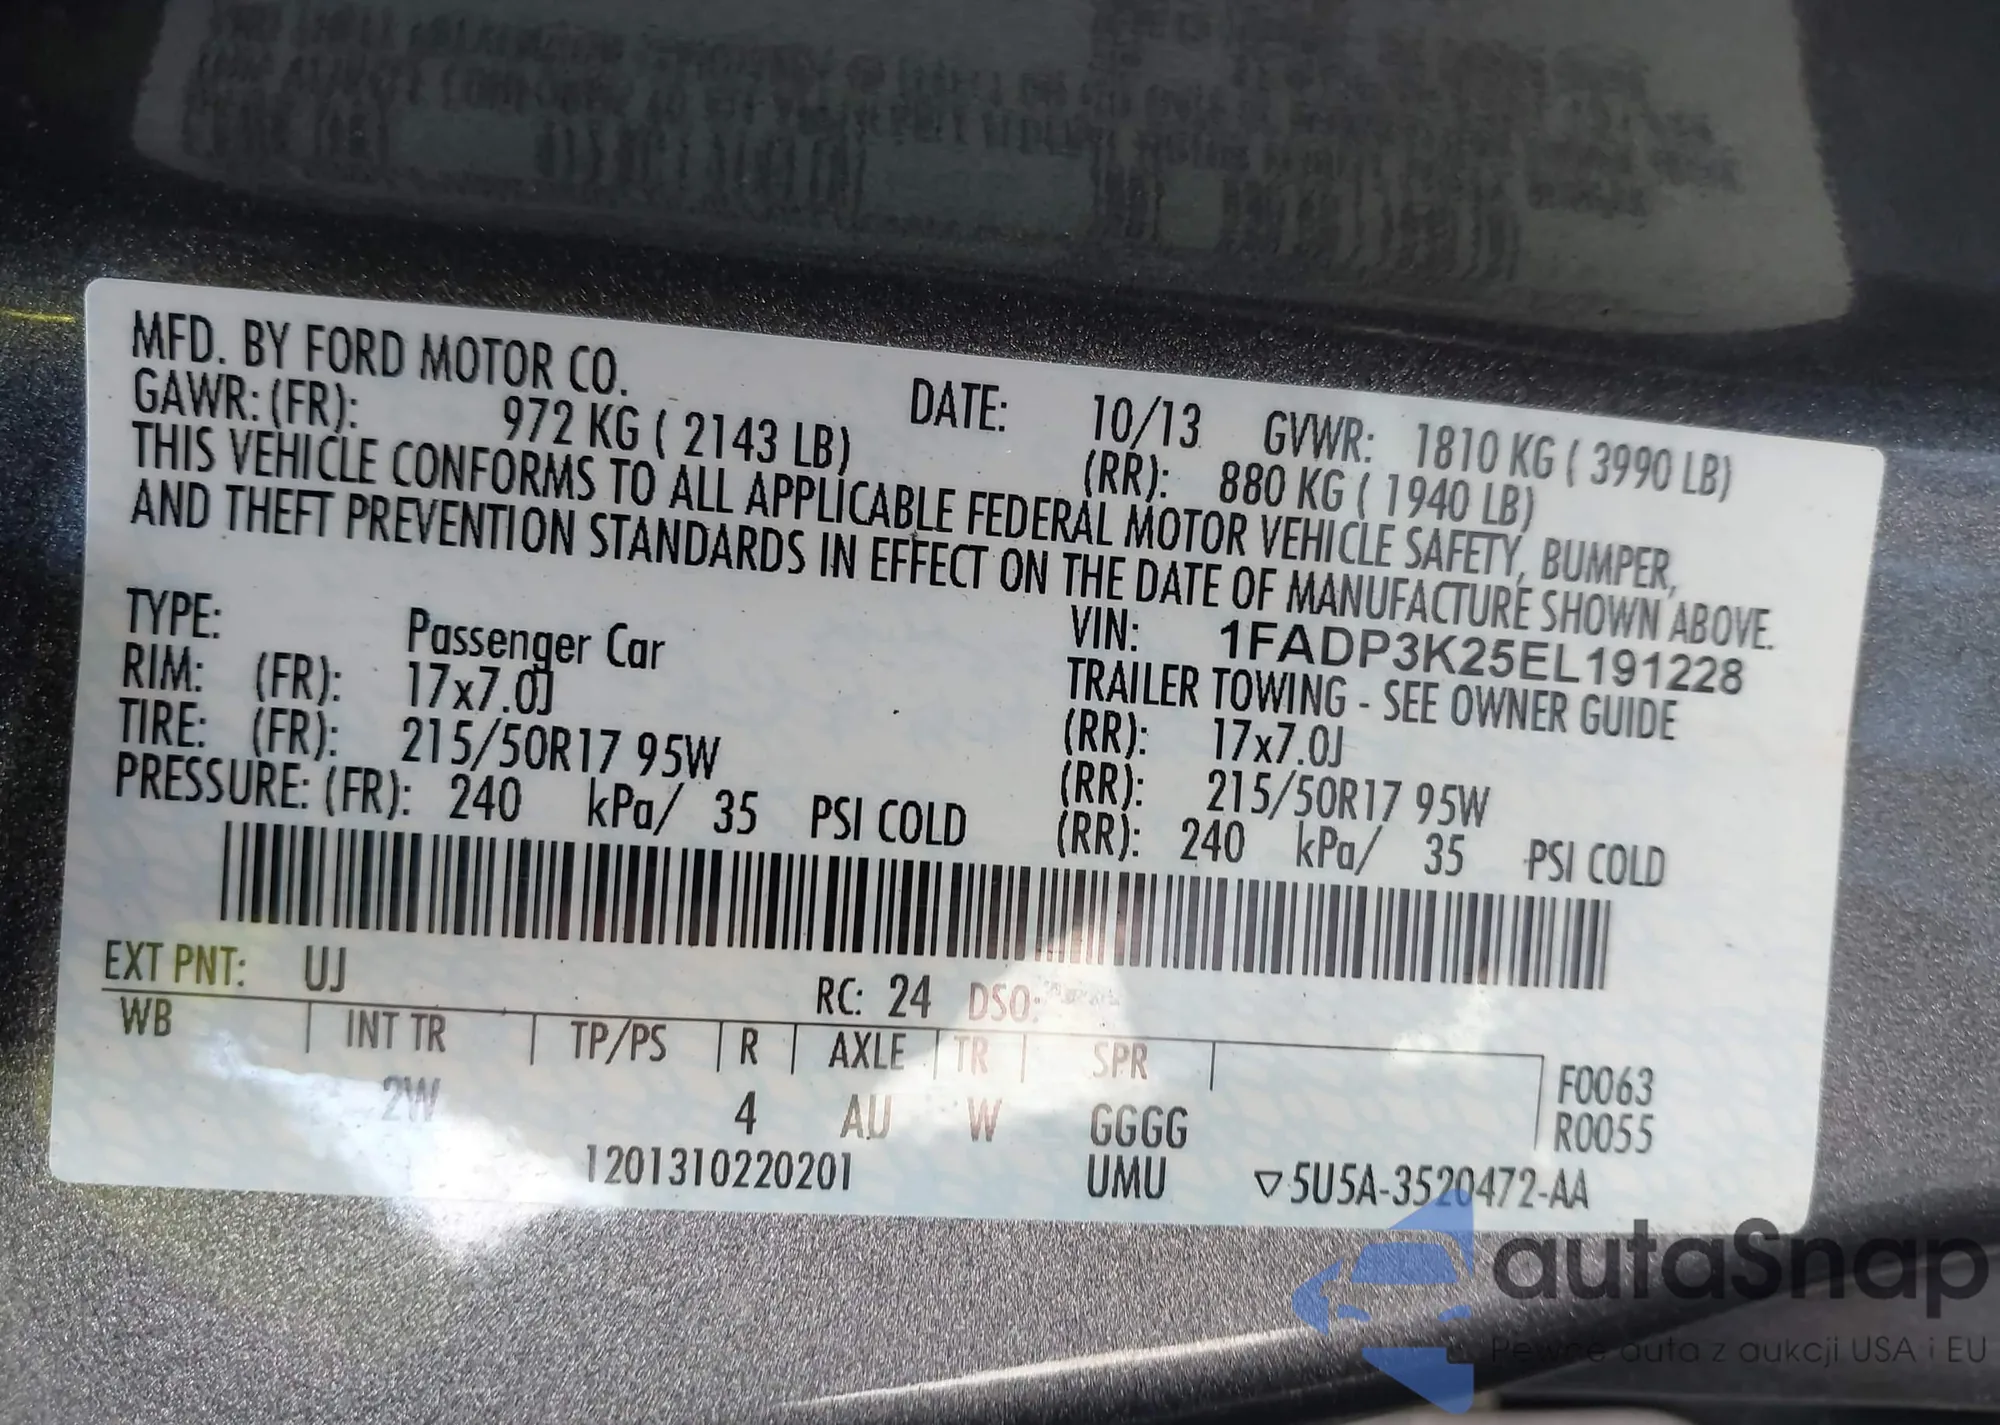 MFD. BY FORD MOTOR CO. DATE: 10/13 GVWR: 1810 KG ( 3990 LB)
GAWR: (FR): 972 KG ( 2143 LB) (RR): 880 KG ( 1940 LB)
THIS VEHICLE CONFORMS TO ALL APPLICABLE FEDERAL MOTOR VEHICLE SAFETY, BUMPER,
AND THEFT PREVENTION STANDARDS IN EFFECT ON THE DATE OF MANUFACTURE SHOWN ABOVE.
VIN: 1FADP3K25EL191228
TYPE: Passenger Car TRAILER TOWING - SEE OWNER GUIDE
RIM: (FR): 17x7.0J (RR): 17x7.0J
TIRE: (FR): 215/50R17 95W (RR): 215/50R17 95W
PRESSURE: (FR): 240 kPa/ 35 PSI COLD (RR): 240 kPa/ 35 PSI COLD
EXT PNT: UJ RC: 24 DSO:
WB INT TR TP/PS R AXLE TR SPR F0063
2W 4 AU W GGGG R0055
1201310220201 UMU ▽5U5A-3520472-AA
autaSnap
Pewne auta z aukcji USA i EU